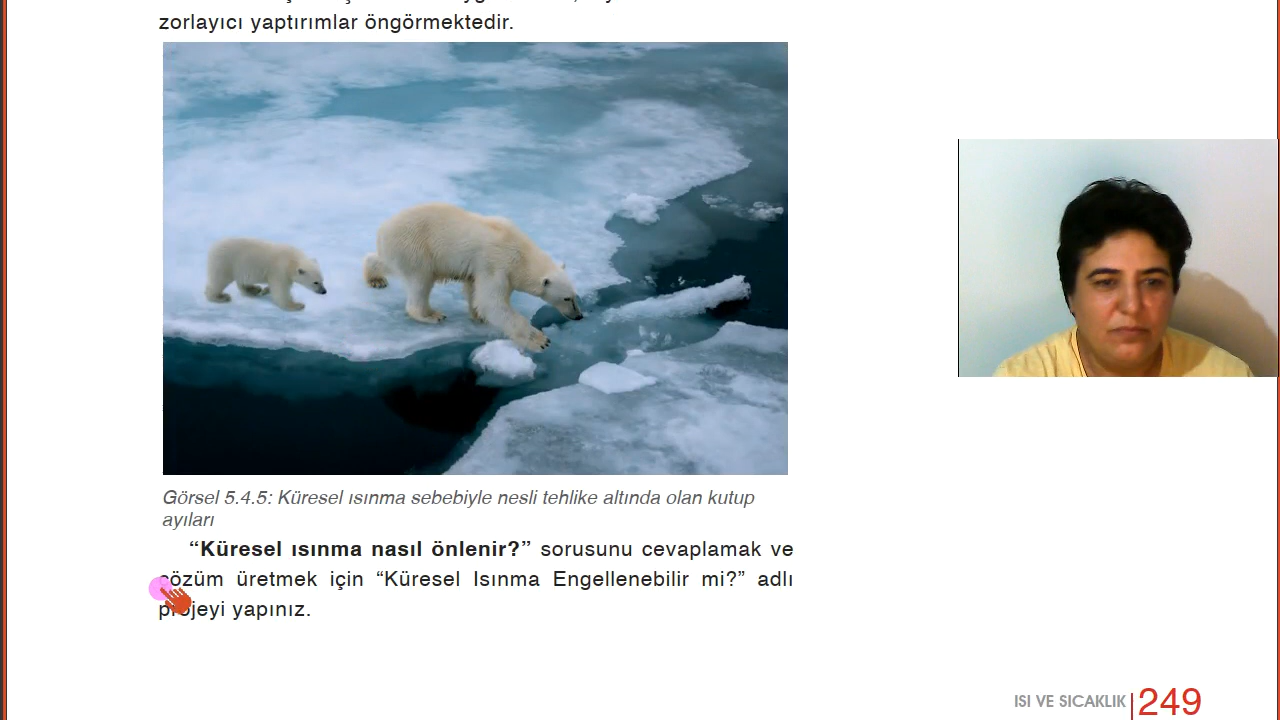 zorlayıcı yaptırımlar öngörmektedir.
Görsel 5.4.5: Küresel ısınma sebebiyle nesli tehlike altında olan kutup
ayıları
“Küresel ısınma nasıl önlenir?” sorusunu cevaplamak ve
çözüm üretmek için “Küresel Isınma Engellenebilir mi?” adlı
projeyi yapınız.
ISI VE SICAKLIK 249